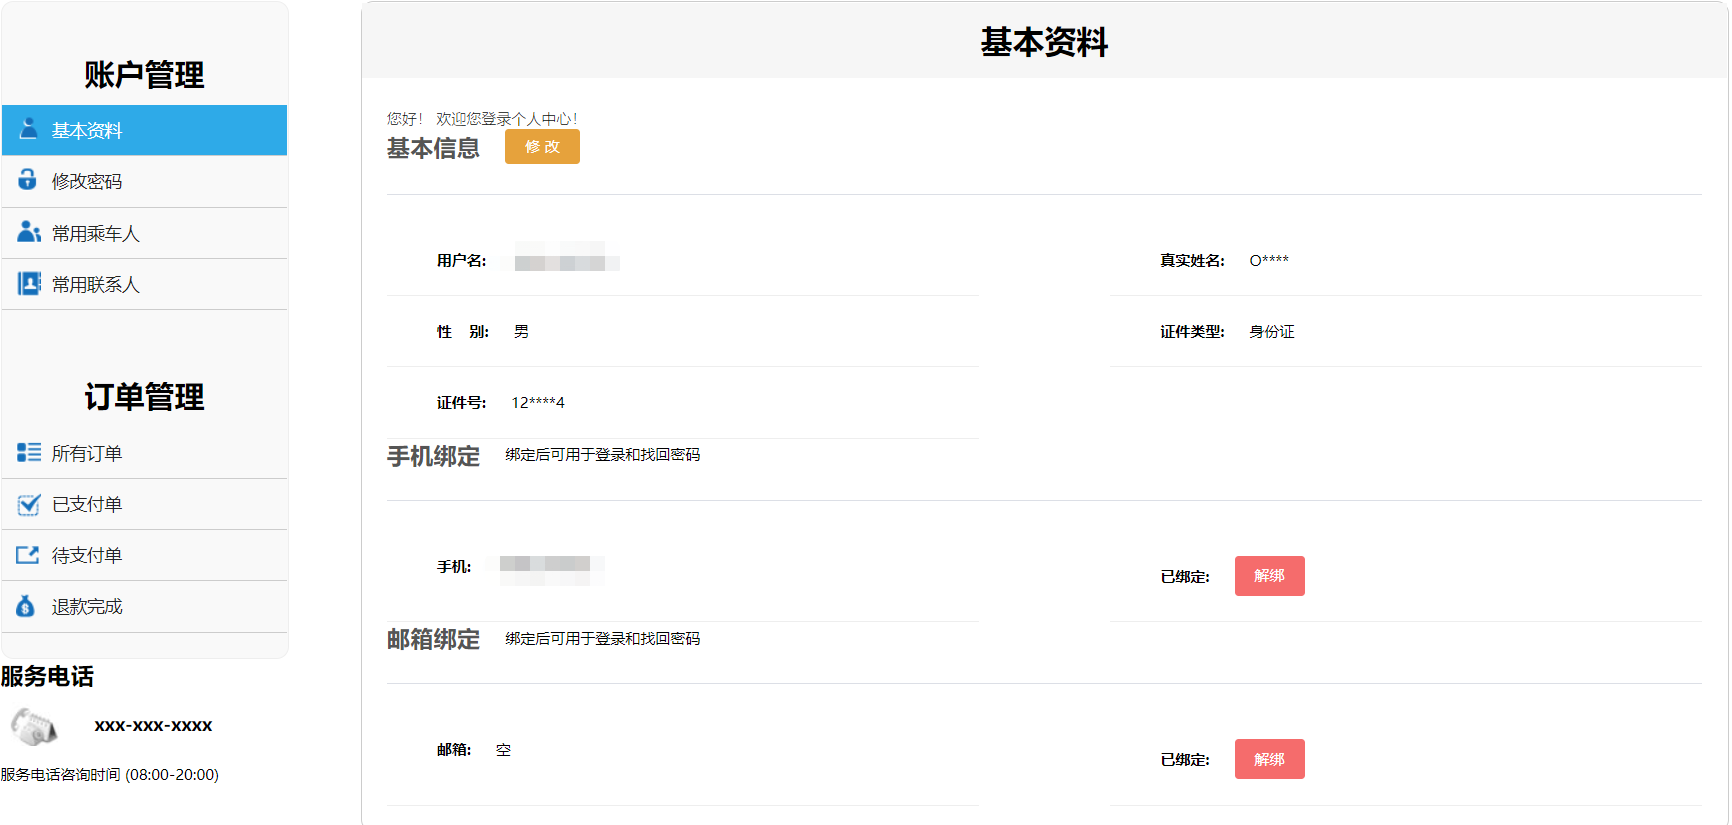 账户管理
基本资料
修改密码
常用乘车人
常用联系人
订单管理
所有订单
已支付单
待支付单
退款完成
服务电话
xxx-xxx-xxxx
服务电话咨询时间 (08:00-20:00)
基本资料
您好！ 欢迎您登录个人中心！
基本信息 修 改
用户名:
真实姓名: O****
性 别: 男
证件类型: 身份证
证件号: 12****4
手机绑定 绑定后可用于登录和找回密码
手机:
已绑定: 解绑
邮箱绑定 绑定后可用于登录和找回密码
邮箱: 空
已绑定: 解绑